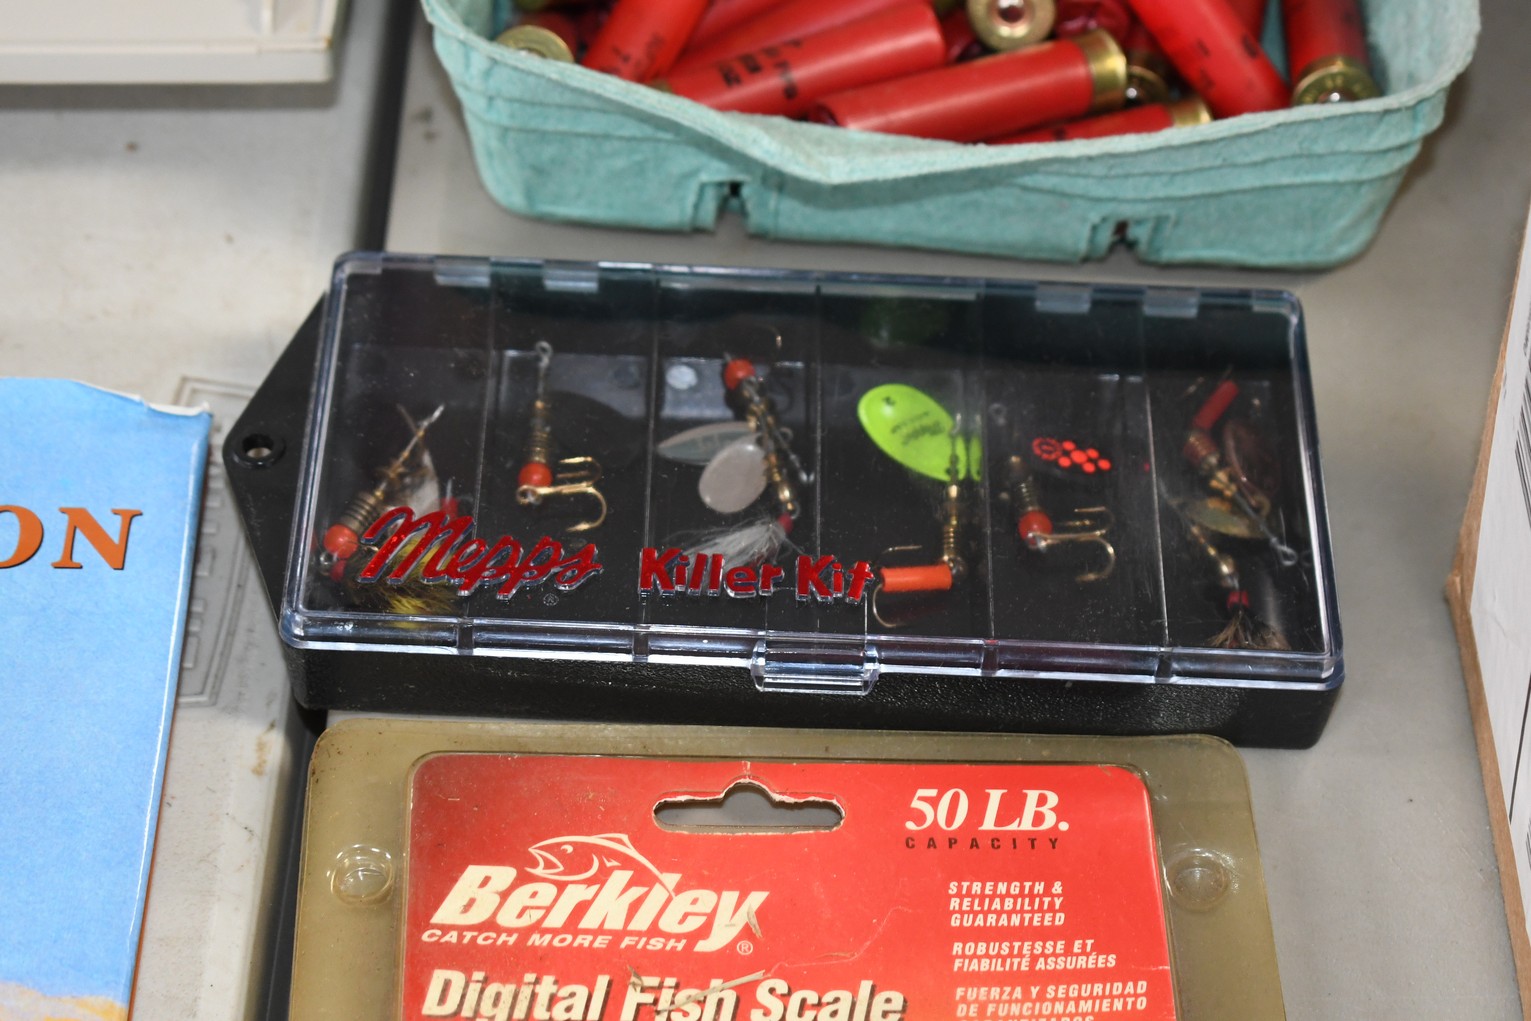 ON
Mepps Killer Kit
50 LB.
CAPACITY
Berkley
CATCH MORE FISH
STRENGTH &
RELIABILITY
GUARANTEED
ROBUSTESSE ET
FIABILITÉ ASSURÉES
FUERZA Y SEGURIDAD
DE FUNCIONAMIENTO
Digital Fish Scale